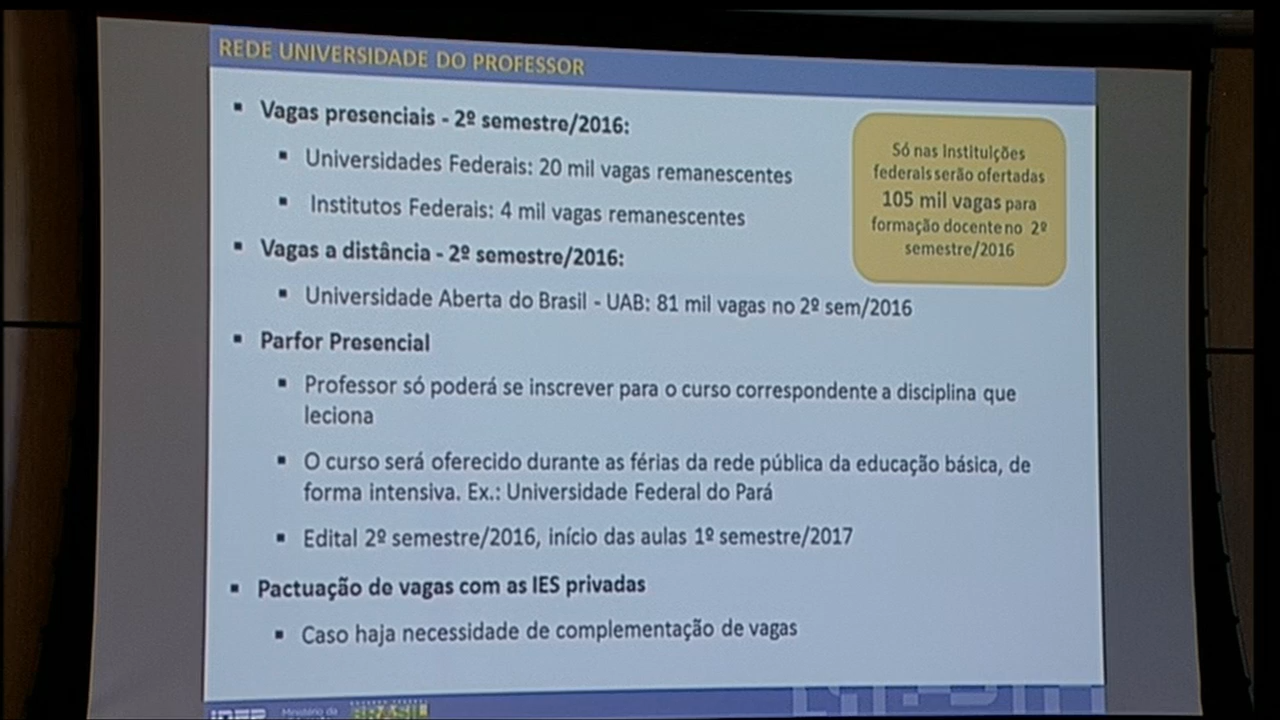 REDE UNIVERSIDADE DO PROFESSOR
▪ Vagas presenciais - 2º semestre/2016:
▪ Universidades Federais: 20 mil vagas remanescentes
▪ Institutos Federais: 4 mil vagas remanescentes
▪ Vagas a distância - 2º semestre/2016:
▪ Universidade Aberta do Brasil - UAB: 81 mil vagas no 2º sem/2016
▪ Parfor Presencial
▪ Professor só poderá se inscrever para o curso correspondente a disciplina que
leciona
▪ O curso será oferecido durante as férias da rede pública da educação básica, de
forma intensiva. Ex.: Universidade Federal do Pará
▪ Edital 2º semestre/2016, início das aulas 1º semestre/2017
▪ Pactuação de vagas com as IES privadas
▪ Caso haja necessidade de complementação de vagas
Só nas Instituições
federais serão ofertadas
105 mil vagas para
formação docente no 2º
semestre/2016
Ministério da
BRASIL